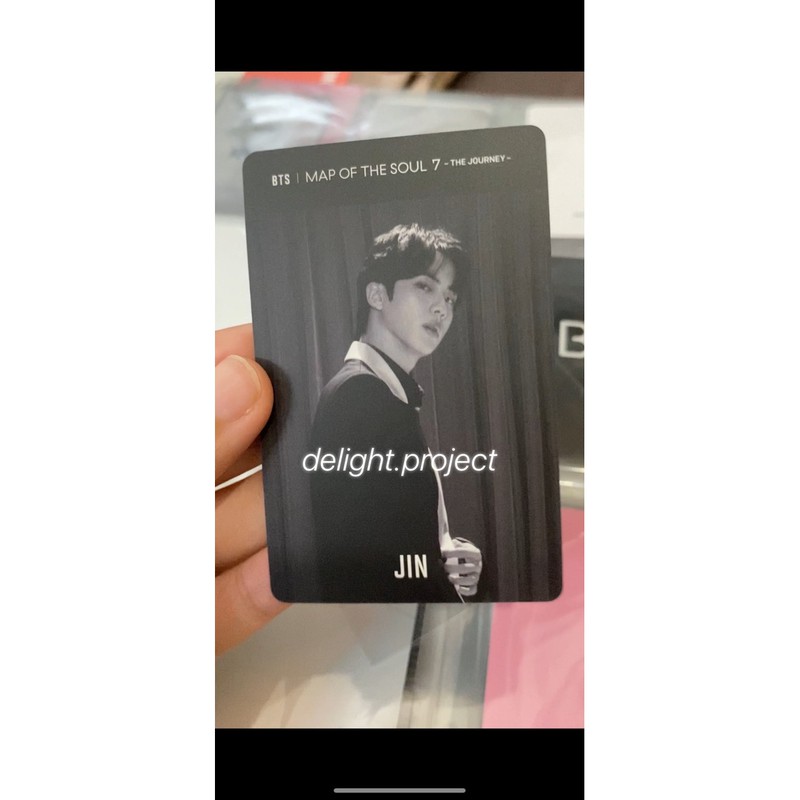 BTS | MAP OF THE SOUL 7 - THE JOURNEY -
delight.project
JIN
B